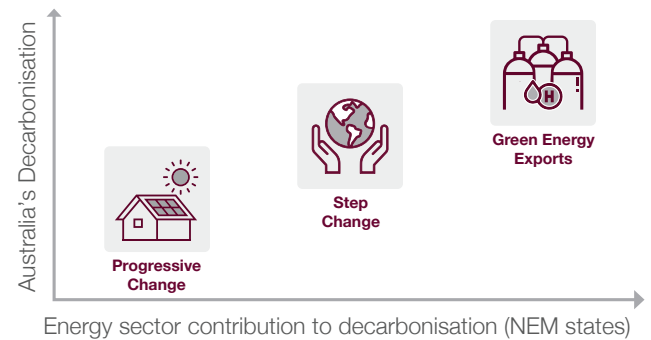 Australia's Decarbonisation
H
Green Energy
Exports
Step
Change
Progressive
Change
Energy sector contribution to decarbonisation (NEM states)